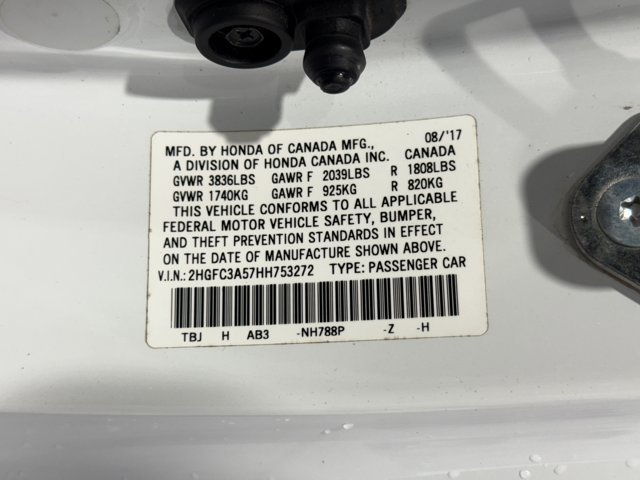 MFD. BY HONDA OF CANADA MFG., 08/'17
A DIVISION OF HONDA CANADA INC. CANADA
GVWR 3836LBS GAWR F 2039LBS R 1808LBS
GVWR 1740KG GAWR F 925KG R 820KG
THIS VEHICLE CONFORMS TO ALL APPLICABLE
FEDERAL MOTOR VEHICLE SAFETY, BUMPER,
AND THEFT PREVENTION STANDARDS IN EFFECT
ON THE DATE OF MANUFACTURE SHOWN ABOVE.
V.I.N.: 2HGFC3A57HH753272 TYPE: PASSENGER CAR
TBJ H AB3 -NH788P -Z -H